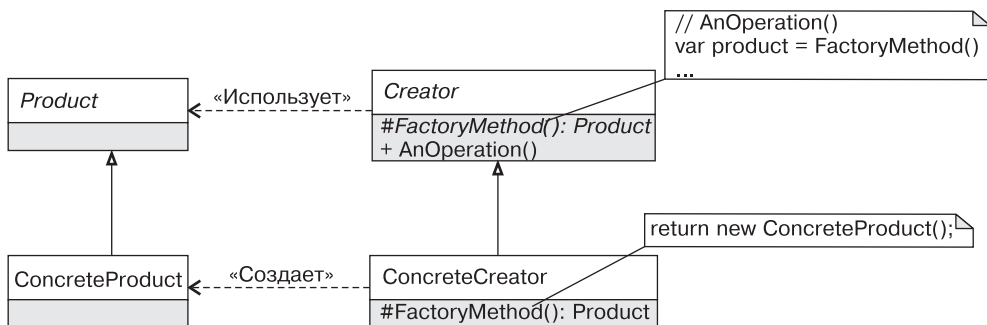 // AnOperation()
var product = FactoryMethod()
...
Product
«Использует»
Creator
#FactoryMethod(): Product
+ AnOperation()
return new ConcreteProduct();
ConcreteProduct
«Создает»
ConcreteCreator
#FactoryMethod(): Product